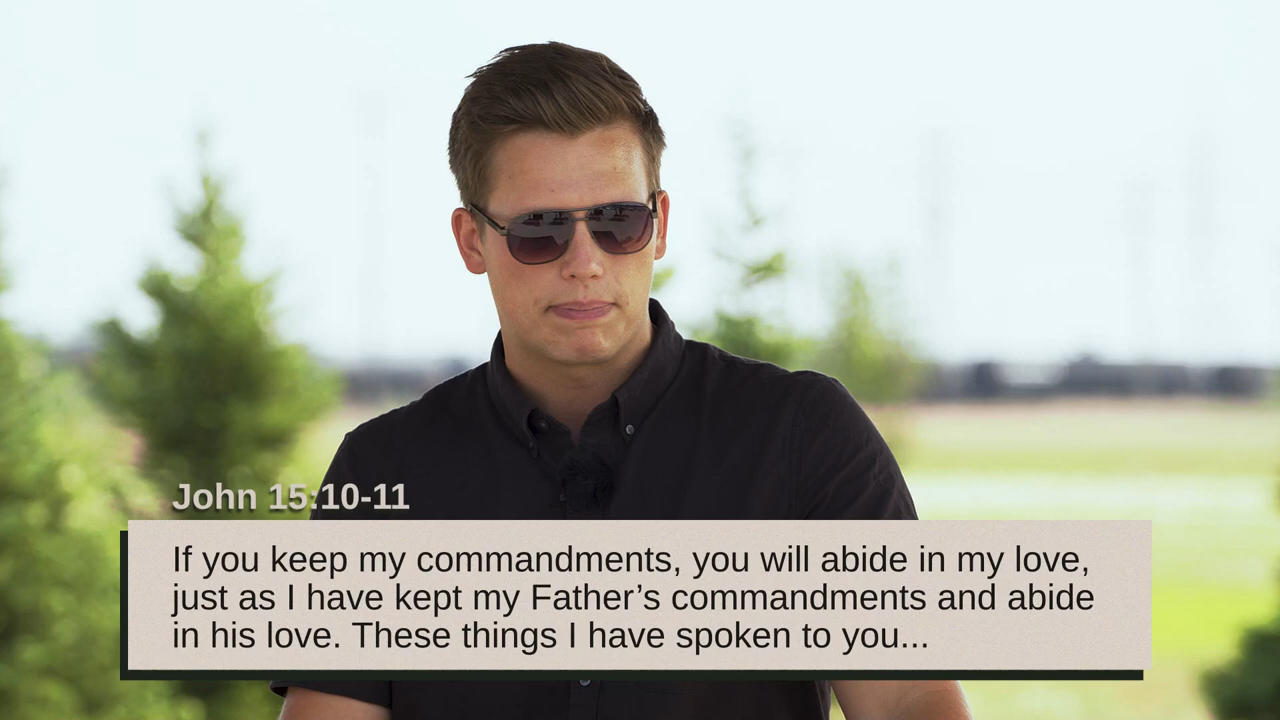 John 15:10-11
If you keep my commandments, you will abide in my love,
just as I have kept my Father’s commandments and abide
in his love. These things I have spoken to you...